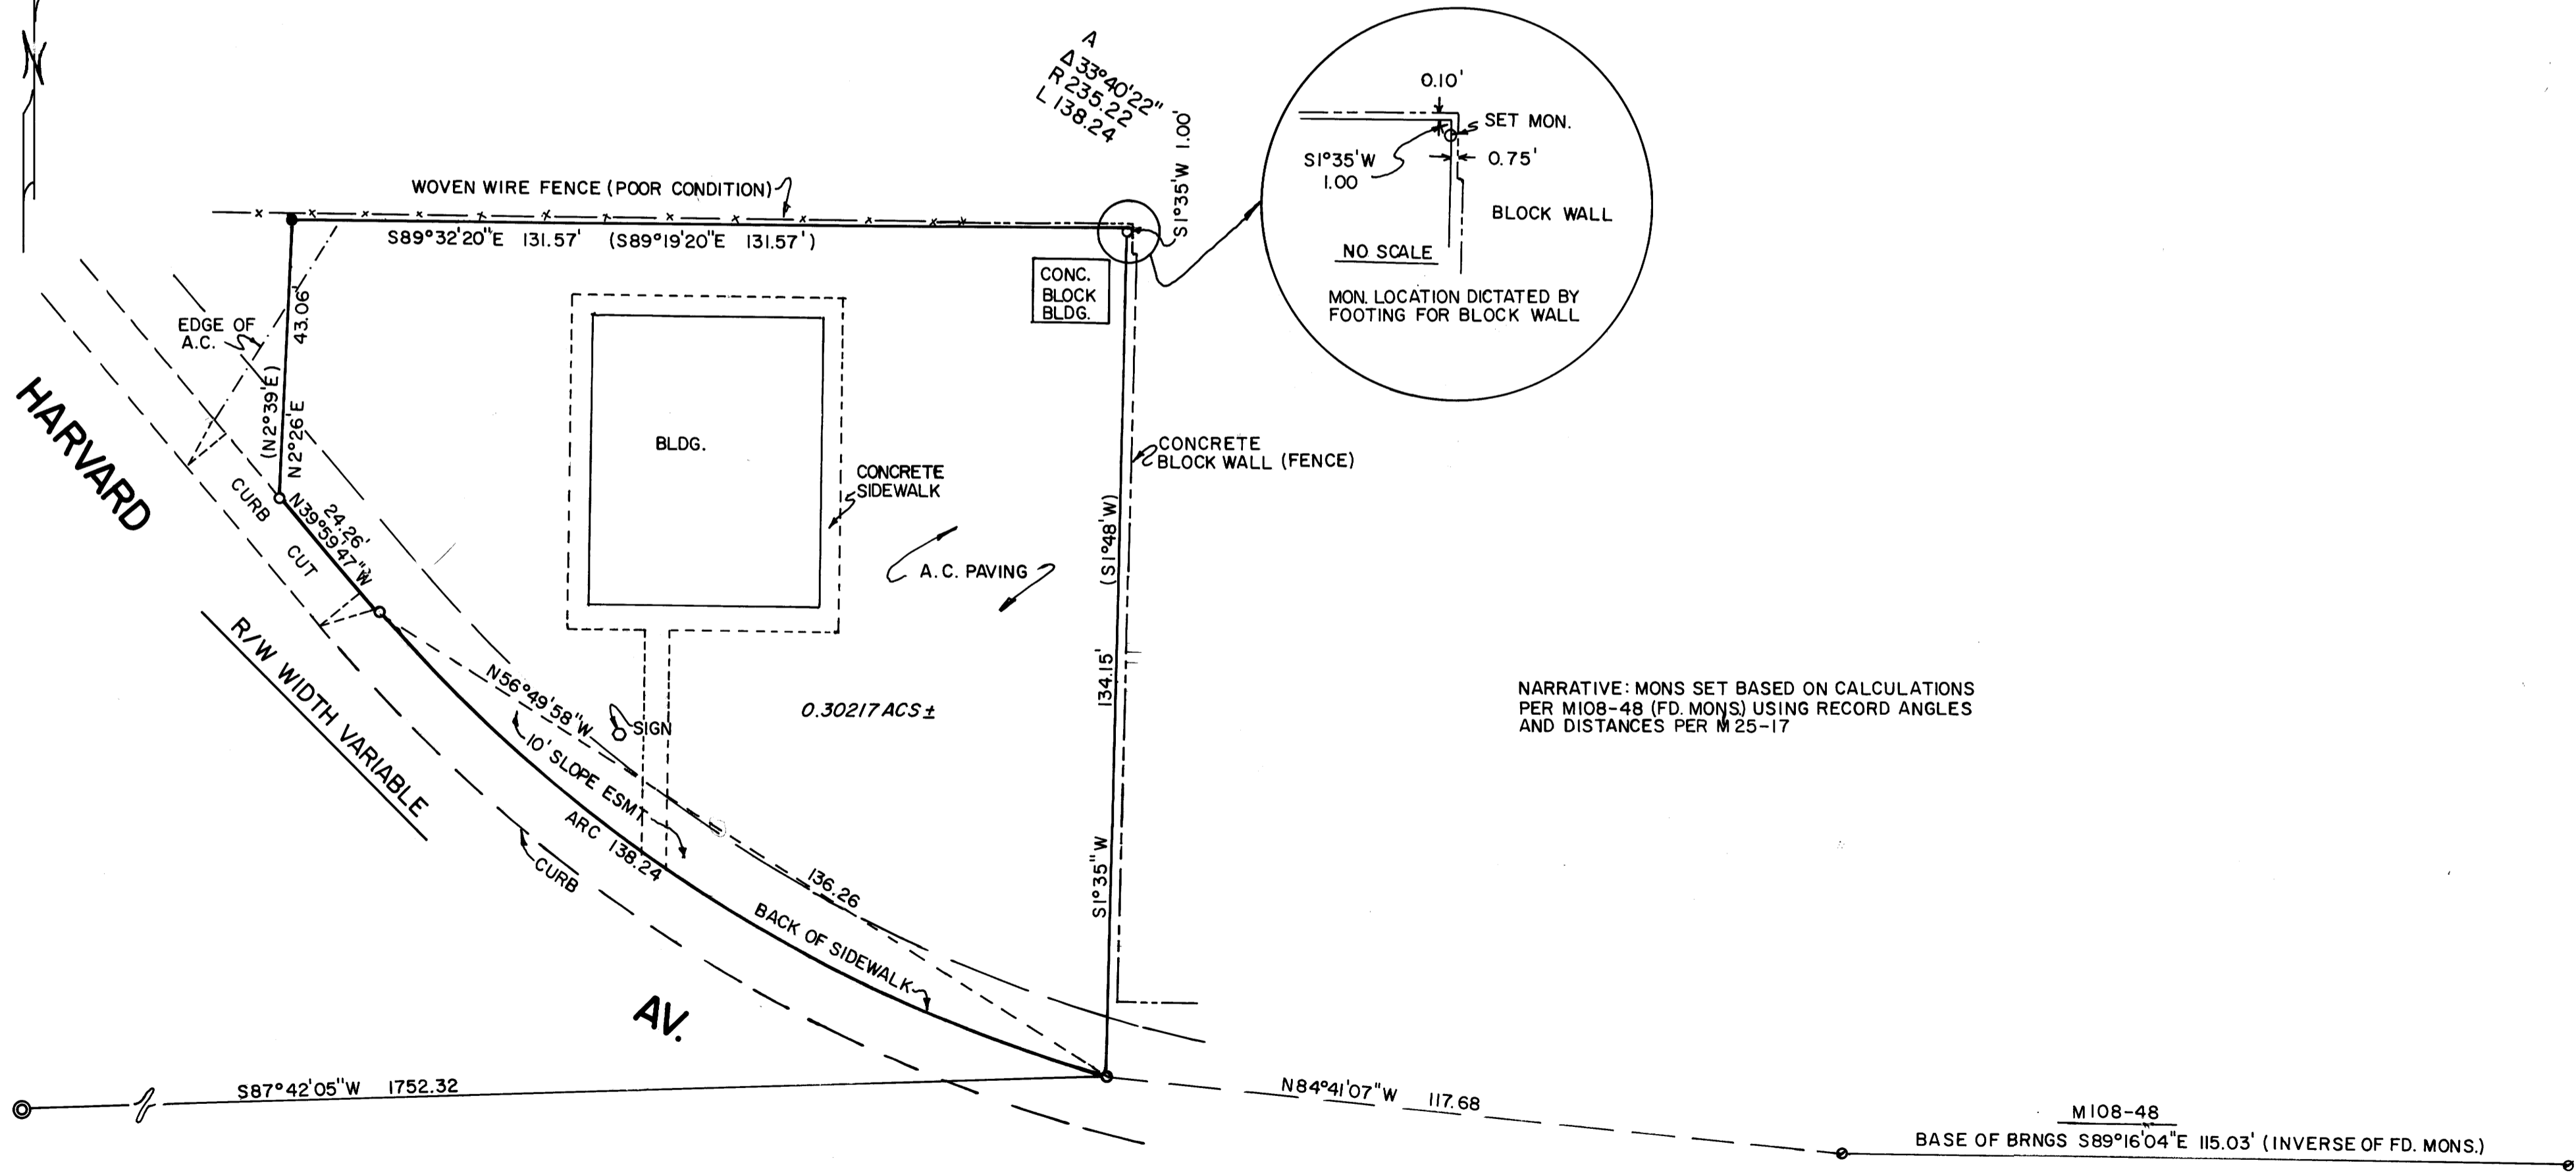 N
A
Δ 33°40'22"
R 235.22
L 138.24
S1°35'W 1.00'
0.10'
SET MON.
S1°35'W
1.00
0.75'
BLOCK WALL
NO SCALE
MON. LOCATION DICTATED BY
FOOTING FOR BLOCK WALL
WOVEN WIRE FENCE (POOR CONDITION)
S89°32'20"E 131.57' (S89°19'20"E 131.57')
CONC.
BLOCK
BLDG.
EDGE OF
A.C.
43.06'
(N2°39'E)
N2°26'E
HARVARD
BLDG.
CONCRETE
SIDEWALK
CONCRETE
BLOCK WALL (FENCE)
CURB
CUT
24.26'
N39°59'47"W
A.C. PAVING
(S1°48'W)
134.15'
S1°35"W
R/W WIDTH VARIABLE
N56°49'58"W
SIGN
0.30217 ACS ±
10' SLOPE ESMT
ARC 138.24
CURB
136.26
BACK OF SIDEWALK
AV.
NARRATIVE: MONS SET BASED ON CALCULATIONS
PER M108-48 (FD. MONS.) USING RECORD ANGLES
AND DISTANCES PER M 25-17
S87°42'05"W 1752.32
N84°41'07"W 117.68
M108-48
BASE OF BRNGS S89°16'04"E 115.03' (INVERSE OF FD. MONS.)